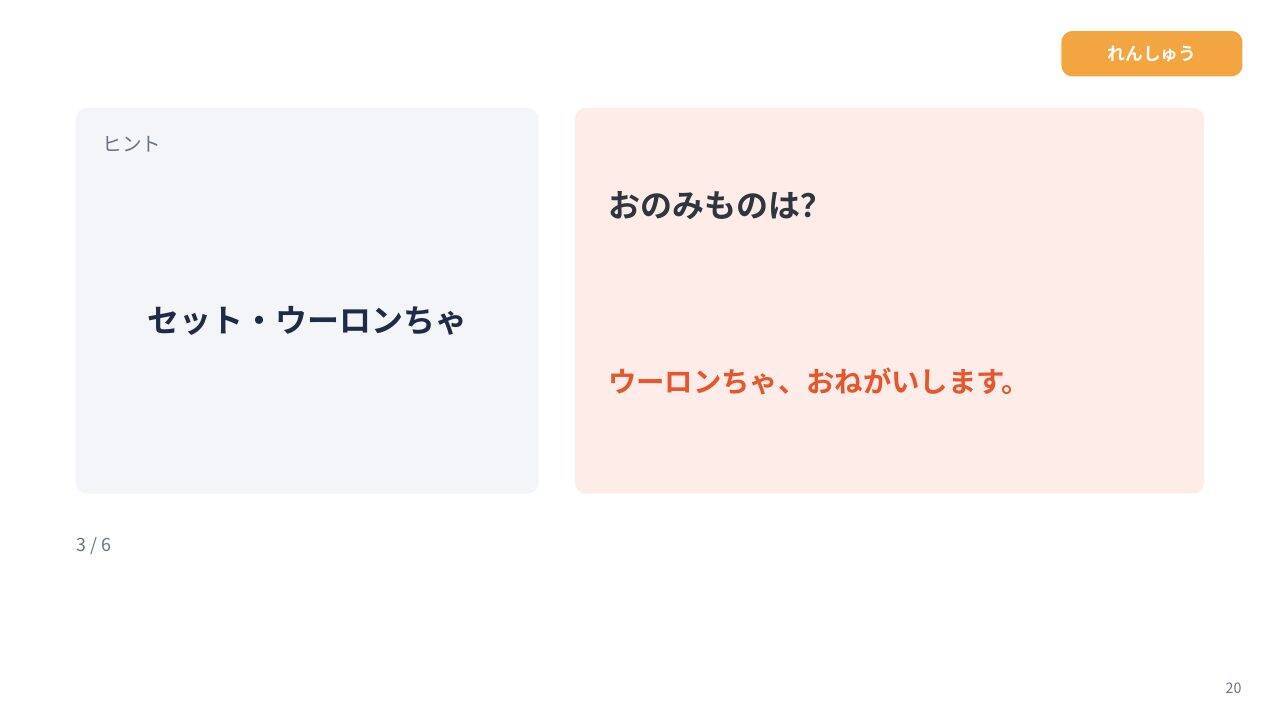 れんしゅう
ヒント
セット・ウーロンちゃ
おのみものは?
ウーロンちゃ、おねがいします。
3 / 6
20